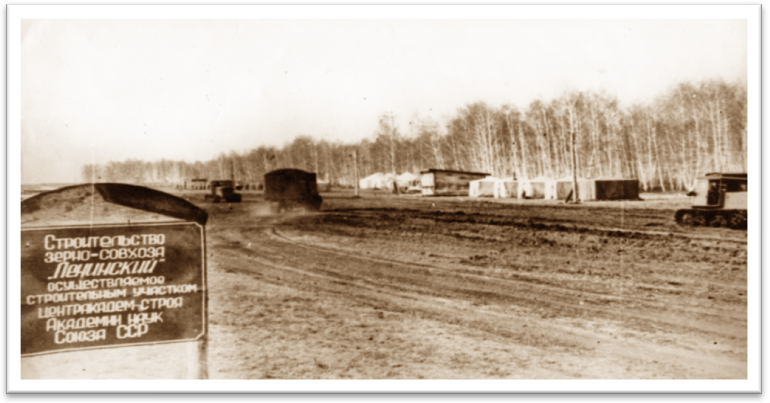 Строительство
зерно-совхоза
"Ленинский"
осуществляемое
строительным участком
центракадем-строя
Академии наук
Союза ССР